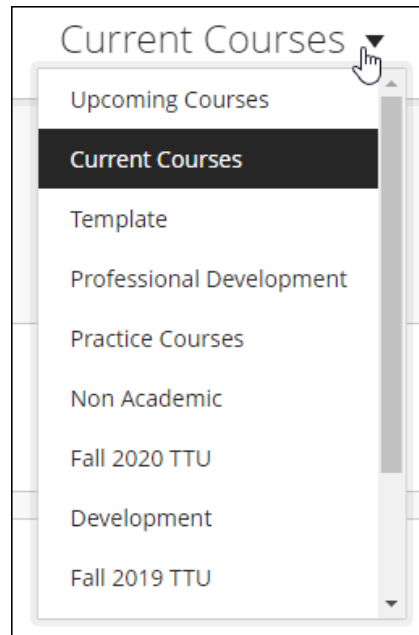 Current Courses
Upcoming Courses
Current Courses
Template
Professional Development
Practice Courses
Non Academic
Fall 2020 TTU
Development
Fall 2019 TTU